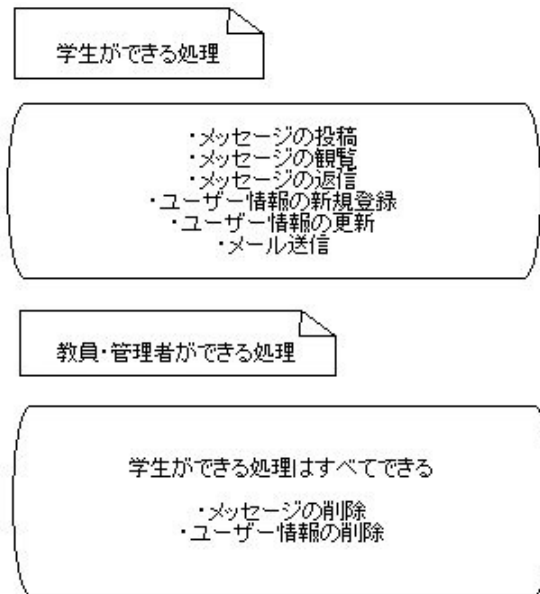 学生ができる処理
・メッセージの投稿
・メッセージの観覧
・メッセージの返信
・ユーザー情報の新規登録
・ユーザー情報の更新
・メール送信
教員・管理者ができる処理
学生ができる処理はすべてできる
・メッセージの削除
・ユーザー情報の削除